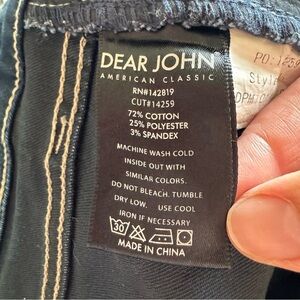 DEAR JOHN
AMERICAN CLASSIC
RN#142819
CUT#14259
72% COTTON
25% POLYESTER
3% SPANDEX
MACHINE WASH COLD
INSIDE OUT WITH
SIMILAR COLORS.
DO NOT BLEACH. TUMBLE
DRY LOW. USE COOL
IRON IF NECESSARY
30
MADE IN CHINA
PO: